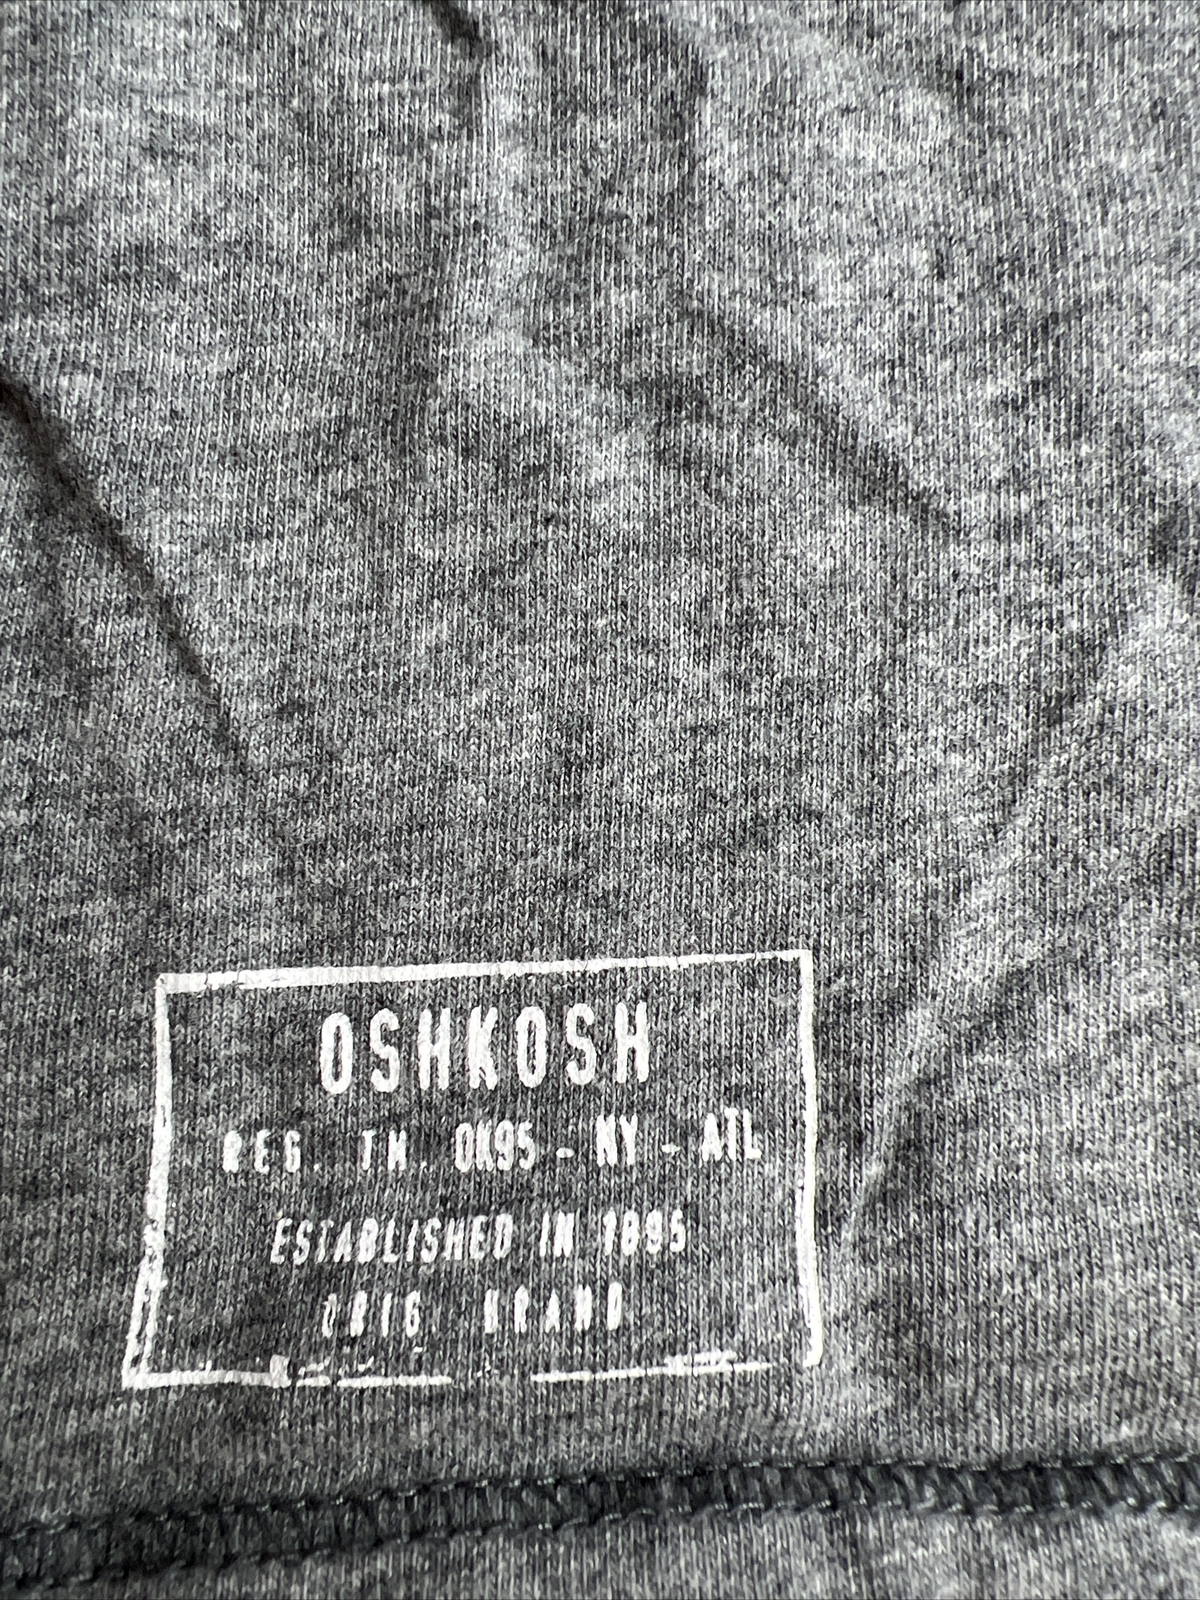 OSHKOSH
REG. TM. OK95 - NY - ATL
ESTABLISHED IN 1895
ORIG. BRAND